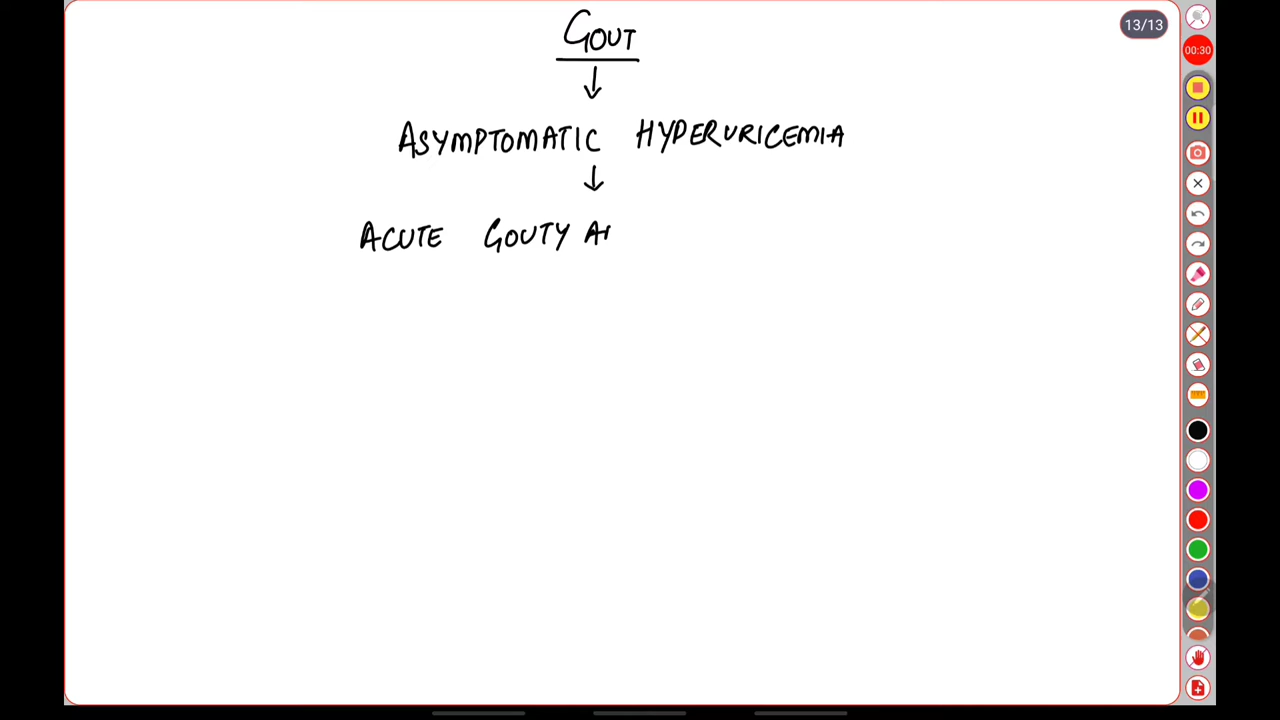 13/13
GOUT
00:30
ASYMPTOMATIC HYPERURICEMIA
ACUTE GOUTY